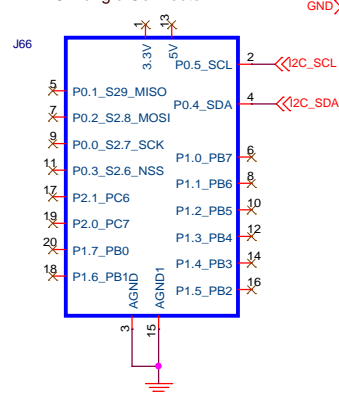 GND
J66
1
13
3.3V
5V
P0.5_SCL
2
I2C_SCL
5
P0.1_S29_MISO
P0.4_SDA
4
I2C_SDA
7
P0.2_S2.8_MOSI
9
P0.0_S2.7_SCK
11
P0.3_S2.6_NSS
P1.0_PB7
6
17
P2.1_PC6
P1.1_PB6
8
19
P2.0_PC7
P1.2_PB5
10
20
P1.7_PB0
P1.3_PB4
12
18
P1.6_PB1
P1.4_PB3
14
P1.5_PB2
16
AGND
AGND1
3
15